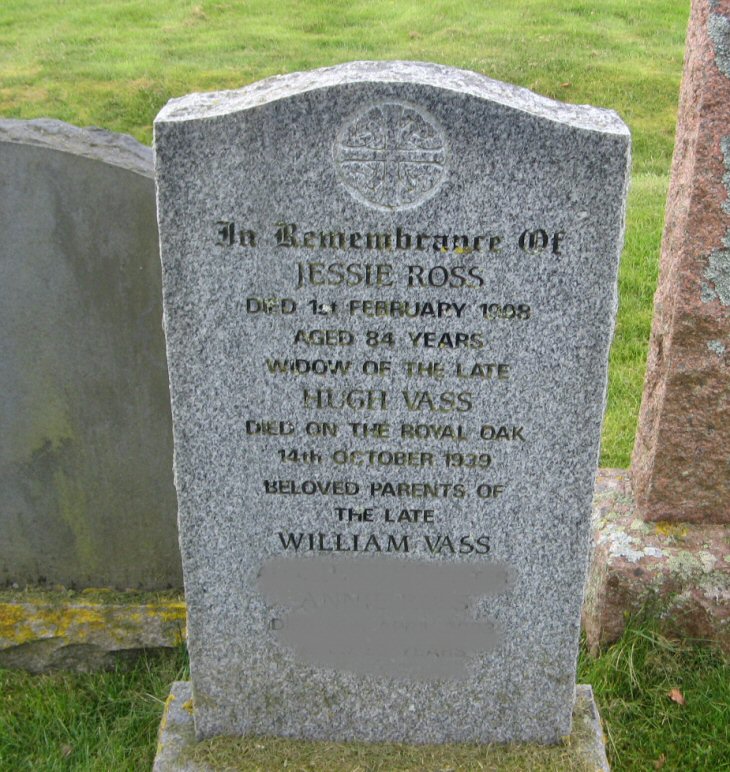 In Remembrance Of
JESSIE ROSS
DIED 1st FEBRUARY 1998
AGED 84 YEARS
WIDOW OF THE LATE
HUGH VASS
DIED ON THE ROYAL OAK
14th OCTOBER 1939
BELOVED PARENTS OF
THE LATE
WILLIAM VASS